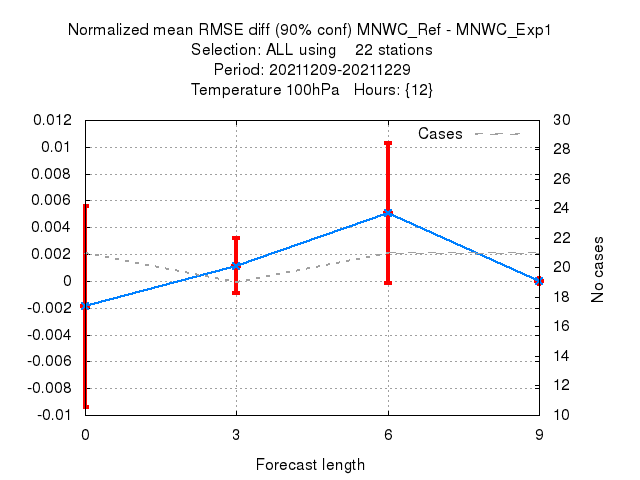 Normalized mean RMSE diff (90% conf) MNWC_Ref - MNWC_Exp1
Selection: ALL using    22 stations
Period: 20211209-20211229
Temperature 100hPa   Hours: {12}
Cases
0.012
0.01
0.008
0.006
0.004
0.002
0
-0.002
-0.004
-0.006
-0.008
-0.01
30
28
26
24
22
20
18
16
14
12
10
No cases
0 3 6 9
Forecast length